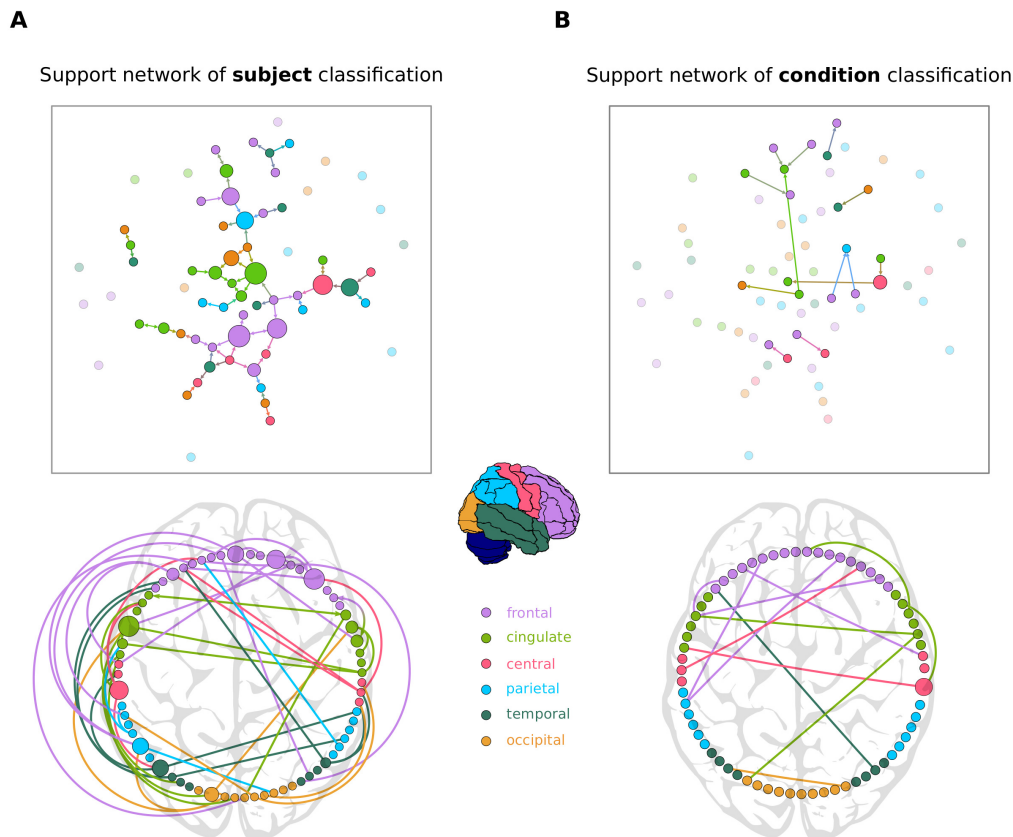 A
B
Support network of subject classification
Support network of condition classification
frontal
cingulate
central
parietal
temporal
occipital